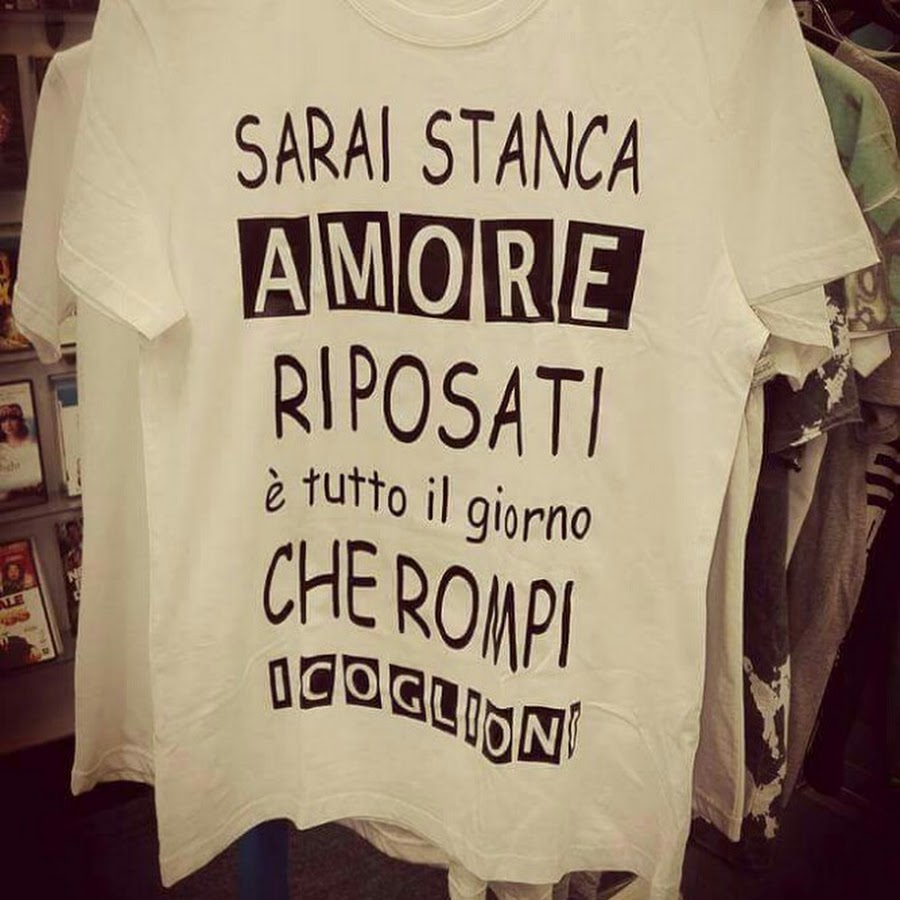 SARAI STANCA
AMORE
RIPOSATI
è tutto il giorno
CHE ROMPI
I COGLIONI